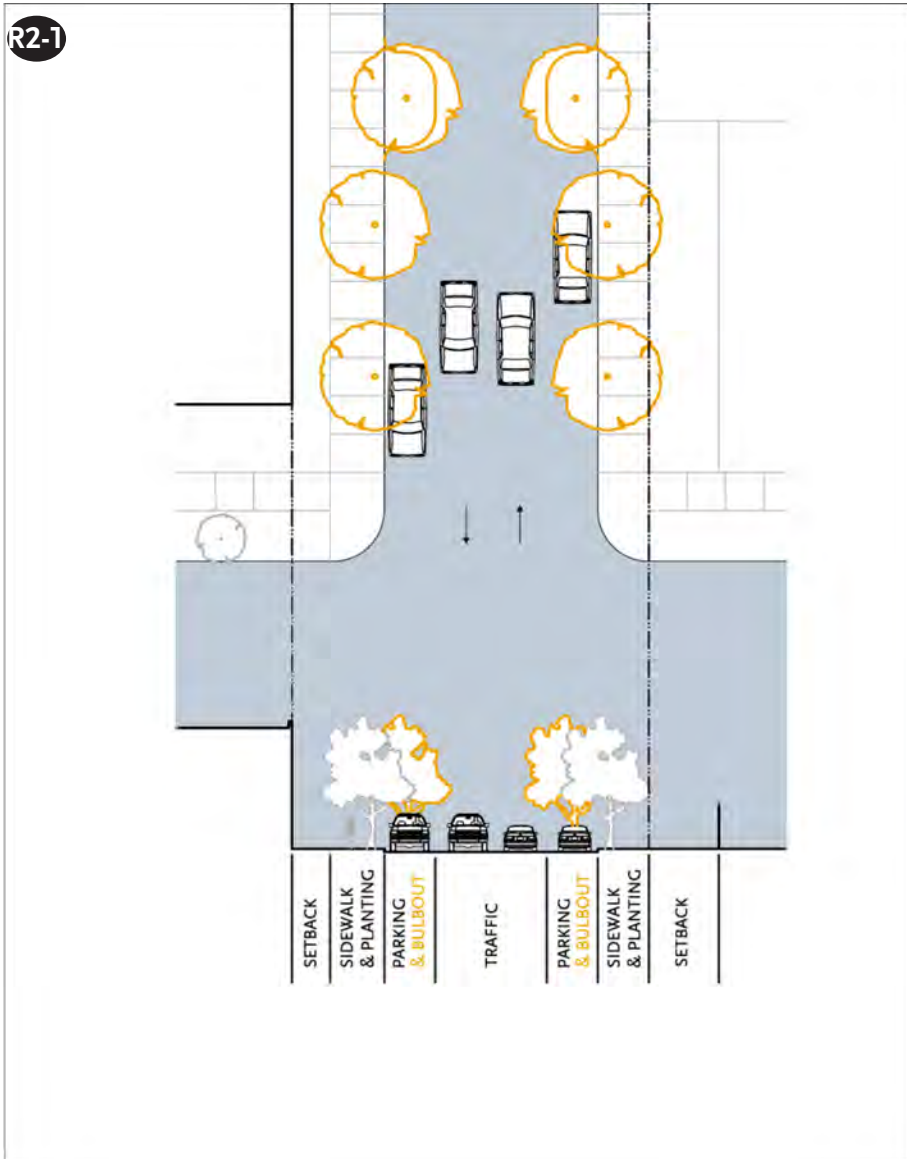 R2-1
SETBACK
SIDEWALK
& PLANTING
PARKING
& BULBOUT
TRAFFIC
PARKING
& BULBOUT
SIDEWALK
& PLANTING
SETBACK